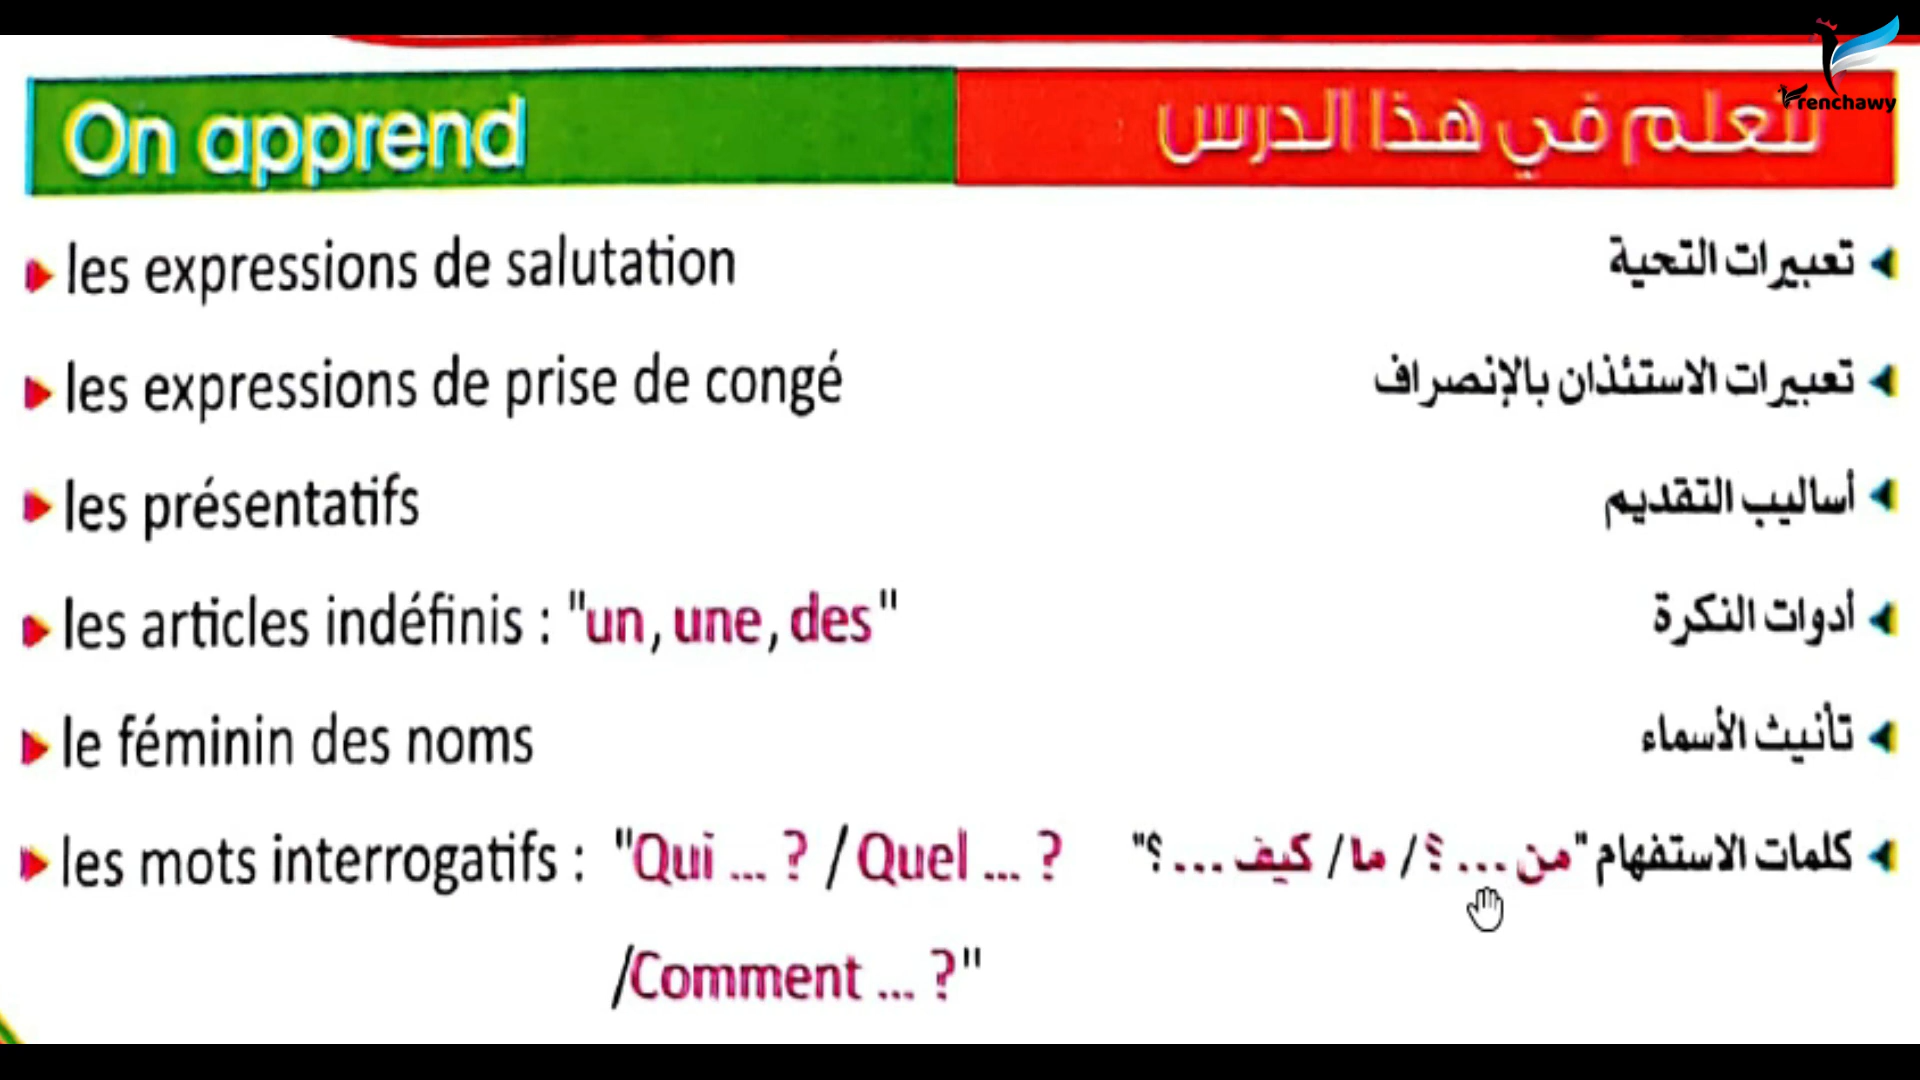 Frenchawy
On apprend
نتعلم في هذا الدرس
les expressions de salutation
تعبيرات التحية
les expressions de prise de congé
تعبيرات الاستئذان بالإنصراف
les présentatifs
أساليب التقديم
les articles indéfinis : "un, une, des"
أدوات النكرة
le féminin des noms
تأنيث الأسماء
les mots interrogatifs : "Qui ... ? / Quel ... ?
كلمات الاستفهام "من ... ؟ / ما / كيف ... ؟"
/Comment ... ?"